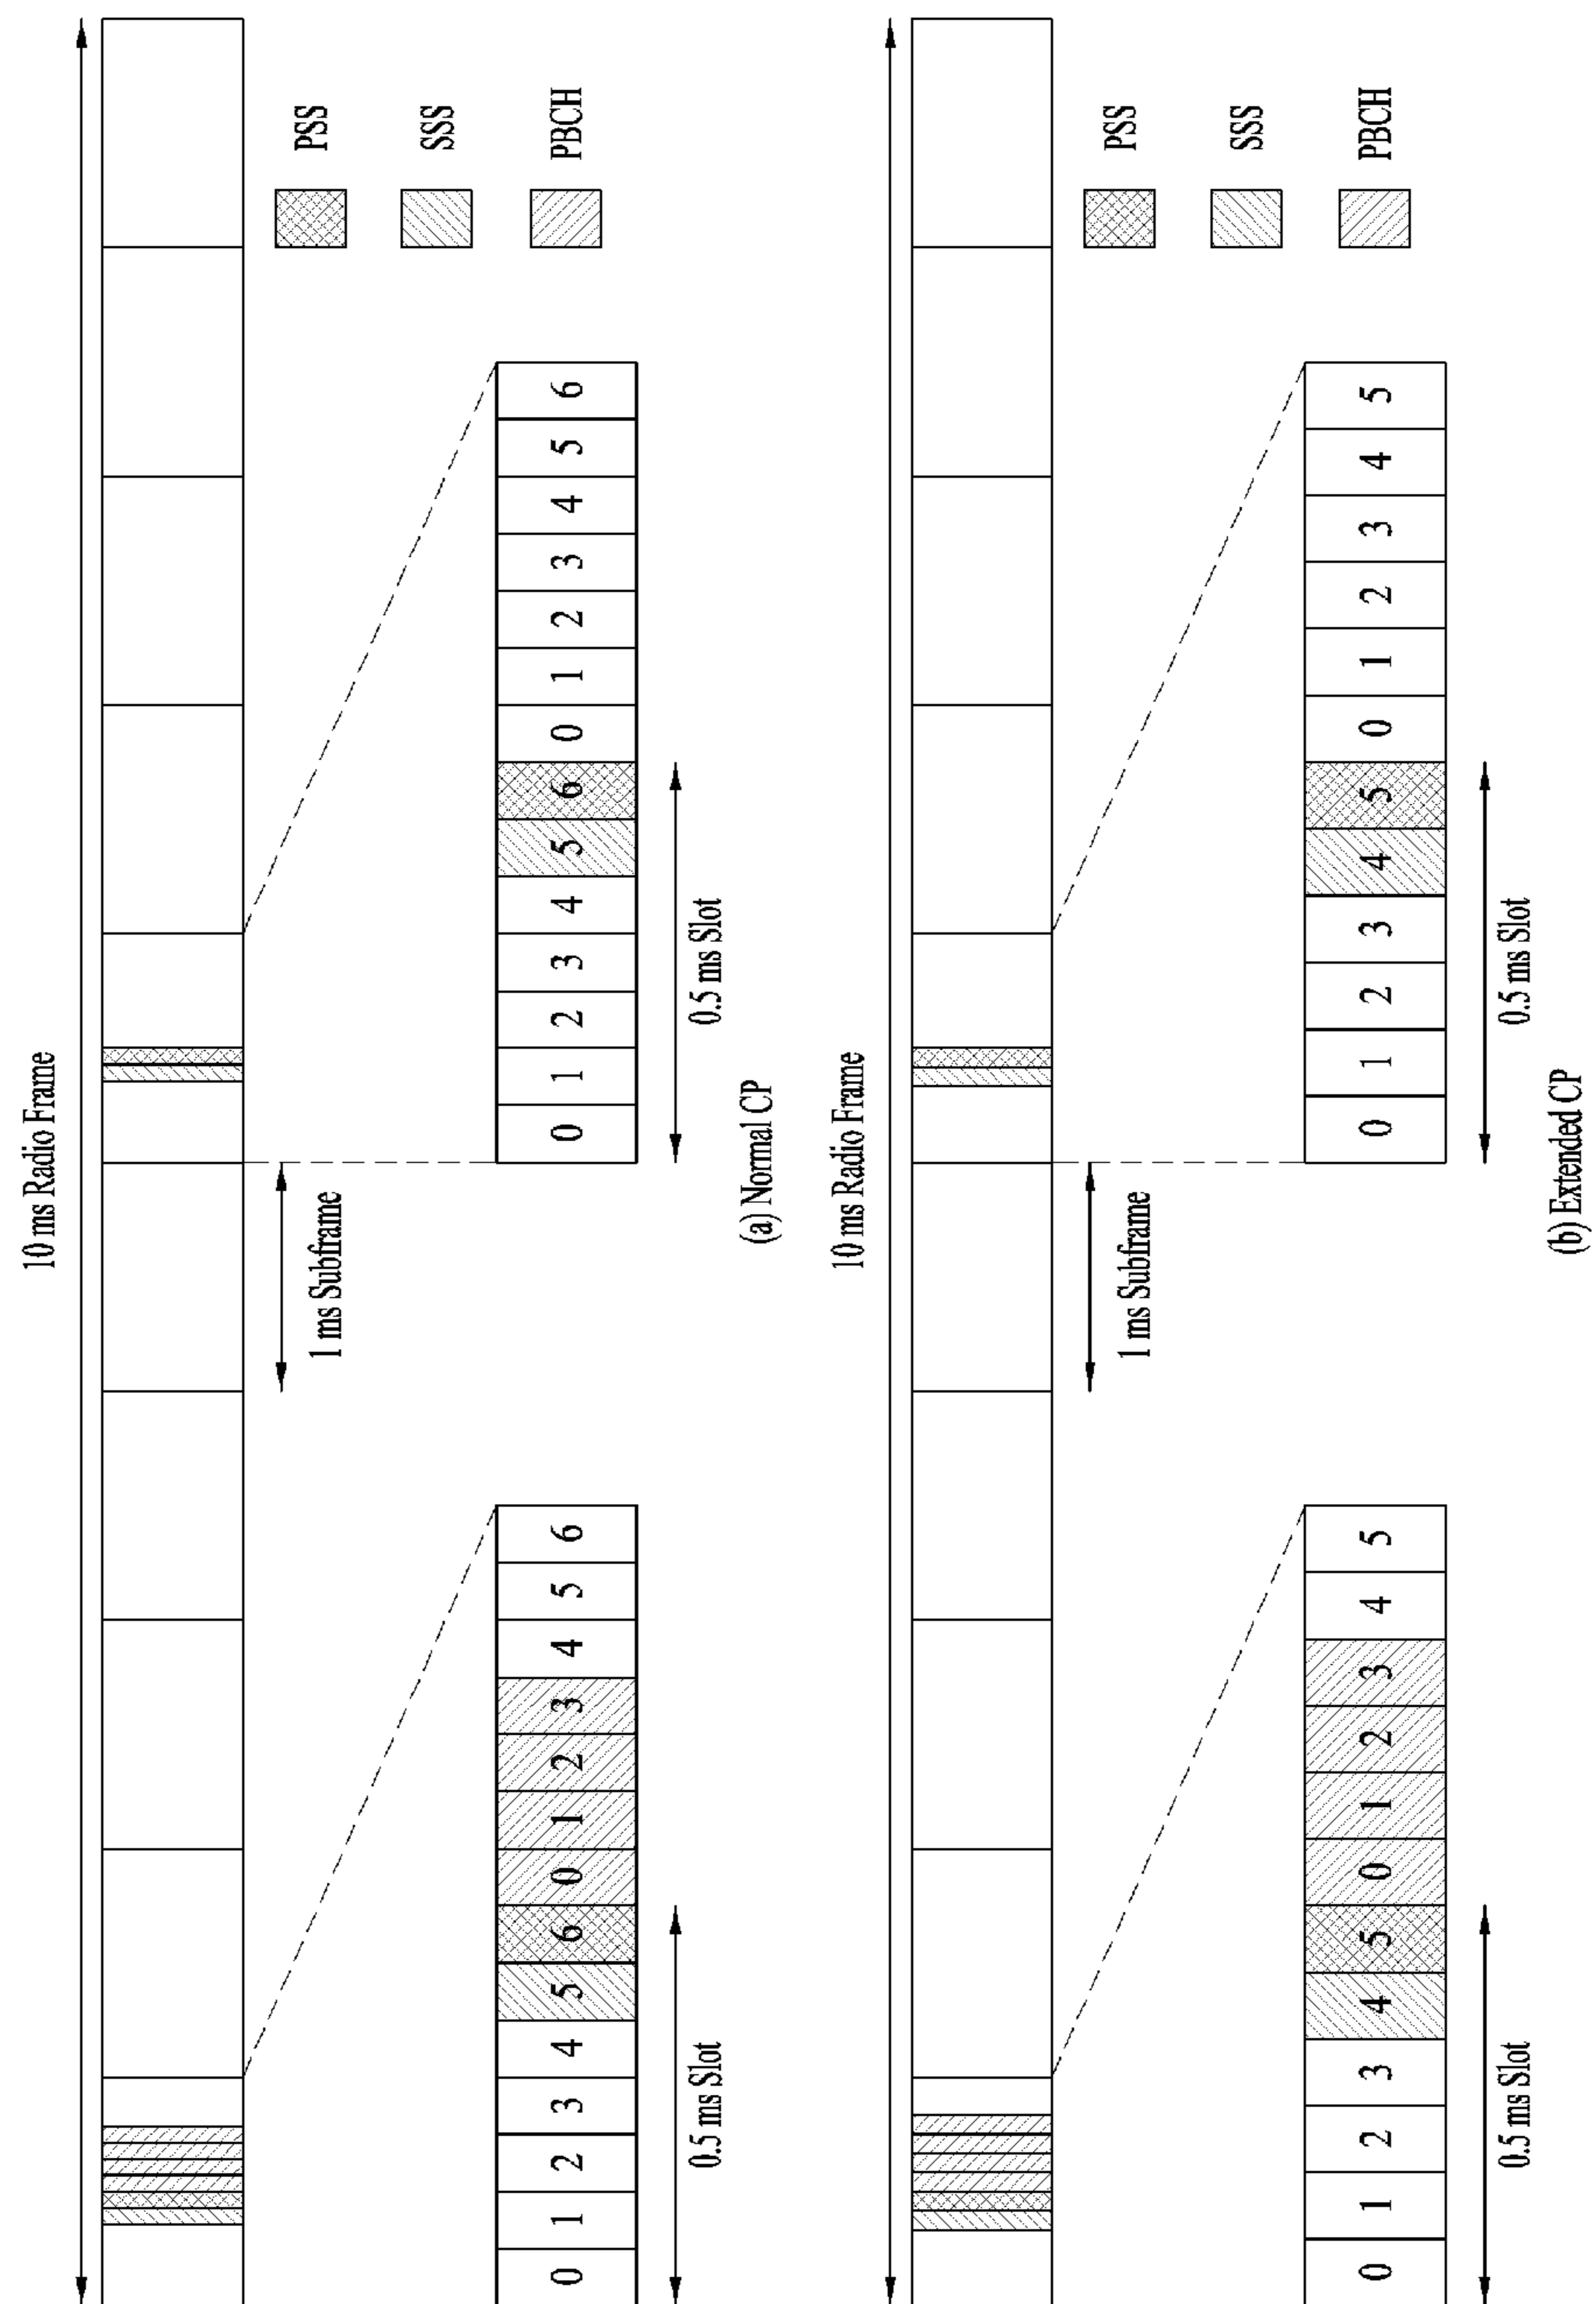 10 ms Radio Frame
PSS
SSS
PBCH
1 ms Subframe
0 1 2 3 4 5 6 0 1 2 3 4 5 6
0 1 2 3 4 5 6 0 1 2 3 4 5 6
0.5 ms Slot
0.5 ms Slot
(a) Normal CP
10 ms Radio Frame
PSS
SSS
PBCH
1 ms Subframe
0 1 2 3 4 5 0 1 2 3 4 5
0 1 2 3 4 5 0 1 2 3 4 5
0.5 ms Slot
0.5 ms Slot
(b) Extended CP